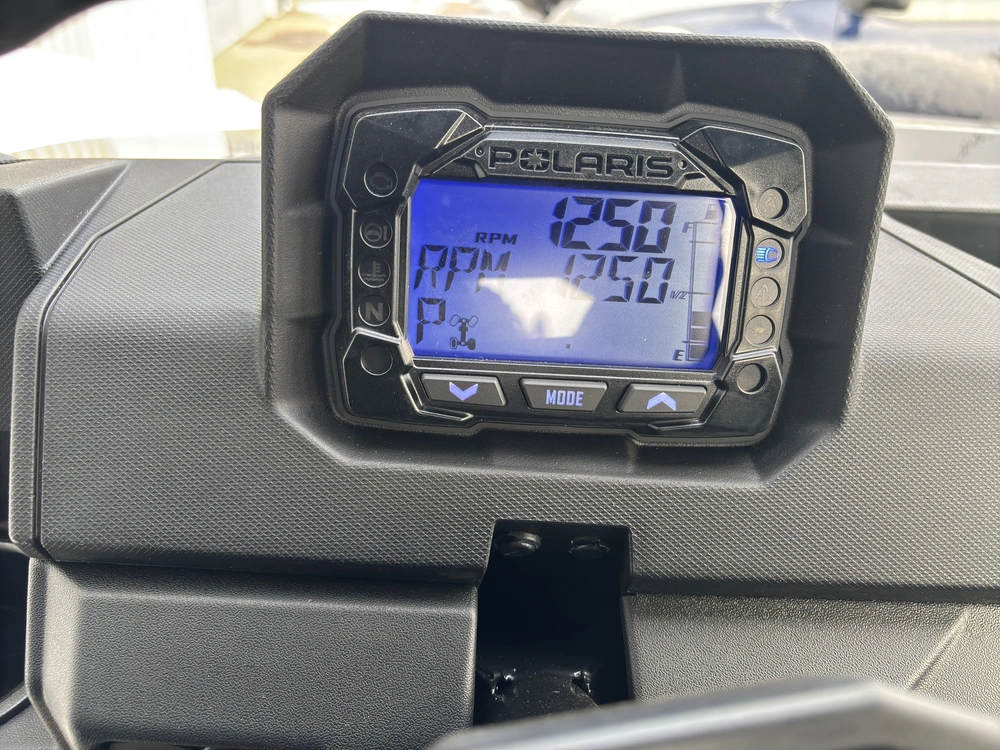 POLARIS
1250
RPM
RPM 1250
P
F
E
N
MODE